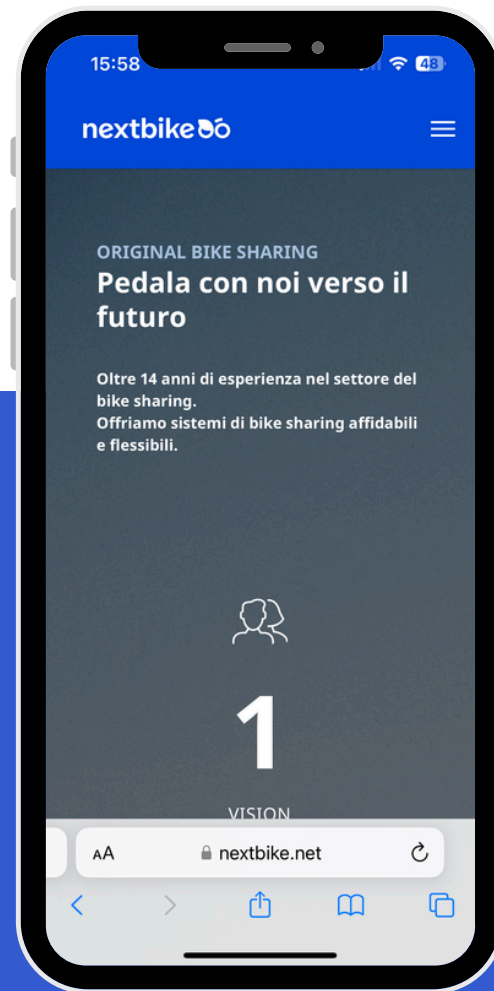 15:58
48
nextbike
ORIGINAL BIKE SHARING
Pedala con noi verso il
futuro
Oltre 14 anni di esperienza nel settore del
bike sharing.
Offriamo sistemi di bike sharing affidabili
e flessibili.
1
VISION
AA
nextbike.net